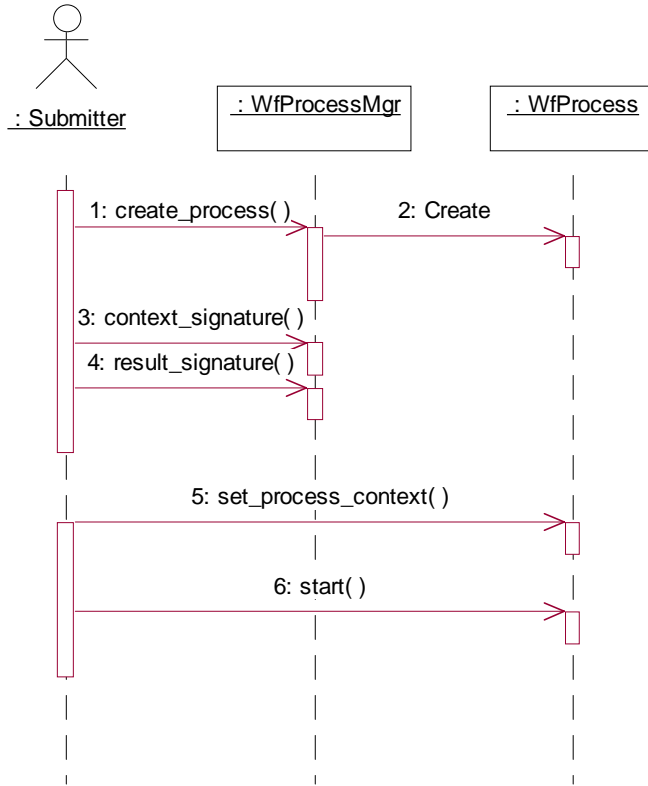 : Submitter
: WfProcessMgr
: WfProcess
1: create_process( )
2: Create
3: context_signature( )
4: result_signature( )
5: set_process_context( )
6: start( )